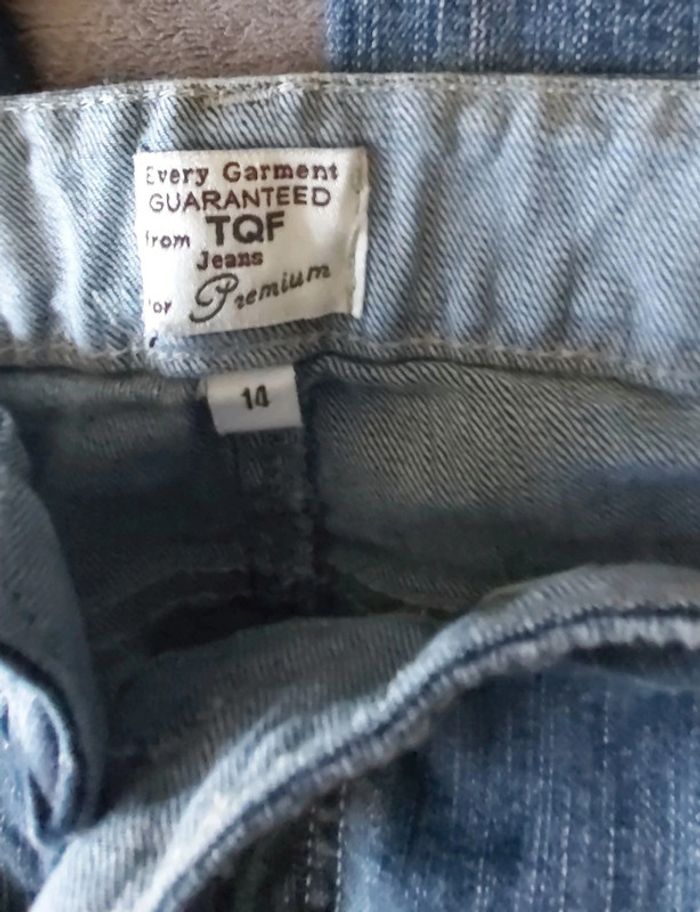 Every Garment
GUARANTEED
from TQF
Jeans
for Premium
14